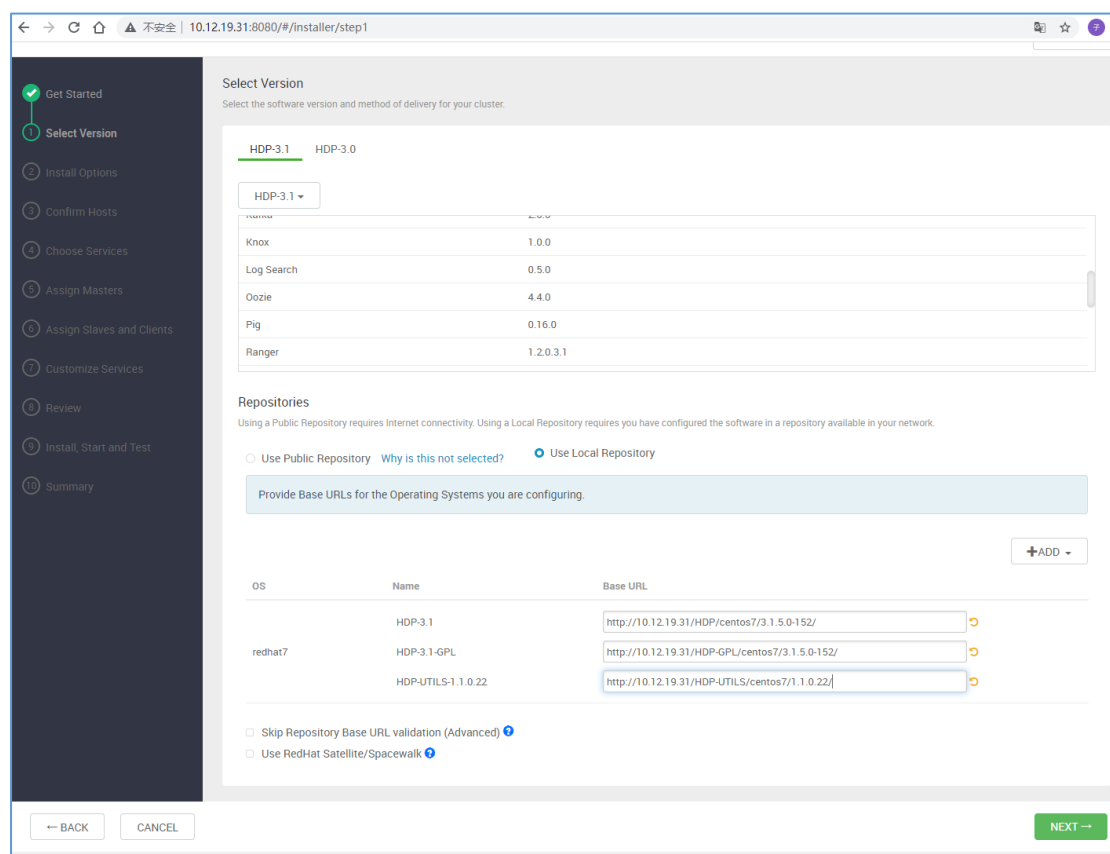 不安全 | 10.12.19.31:8080/#/installer/step1
子
Get Started
1 Select Version
2 Install Options
3 Confirm Hosts
4 Choose Services
5 Assign Masters
6 Assign Slaves and Clients
7 Customize Services
8 Review
9 Install, Start and Test
10 Summary
Select Version
Select the software version and method of delivery for your cluster.
HDP-3.1 HDP-3.0
HDP-3.1
Knox 1.0.0
Log Search 0.5.0
Oozie 4.4.0
Pig 0.16.0
Ranger 1.2.0.3.1
Repositories
Using a Public Repository requires Internet connectivity. Using a Local Repository requires you have configured the software in a repository available in your network.
Use Public Repository Why is this not selected? Use Local Repository
Provide Base URLs for the Operating Systems you are configuring.
+ADD
OS Name Base URL
HDP-3.1 http://10.12.19.31/HDP/centos7/3.1.5.0-152/
redhat7 HDP-3.1-GPL http://10.12.19.31/HDP-GPL/centos7/3.1.5.0-152/
HDP-UTILS-1.1.0.22 http://10.12.19.31/HDP-UTILS/centos7/1.1.0.22/
Skip Repository Base URL validation (Advanced) ?
Use RedHat Satellite/Spacewalk ?
← BACK CANCEL NEXT →